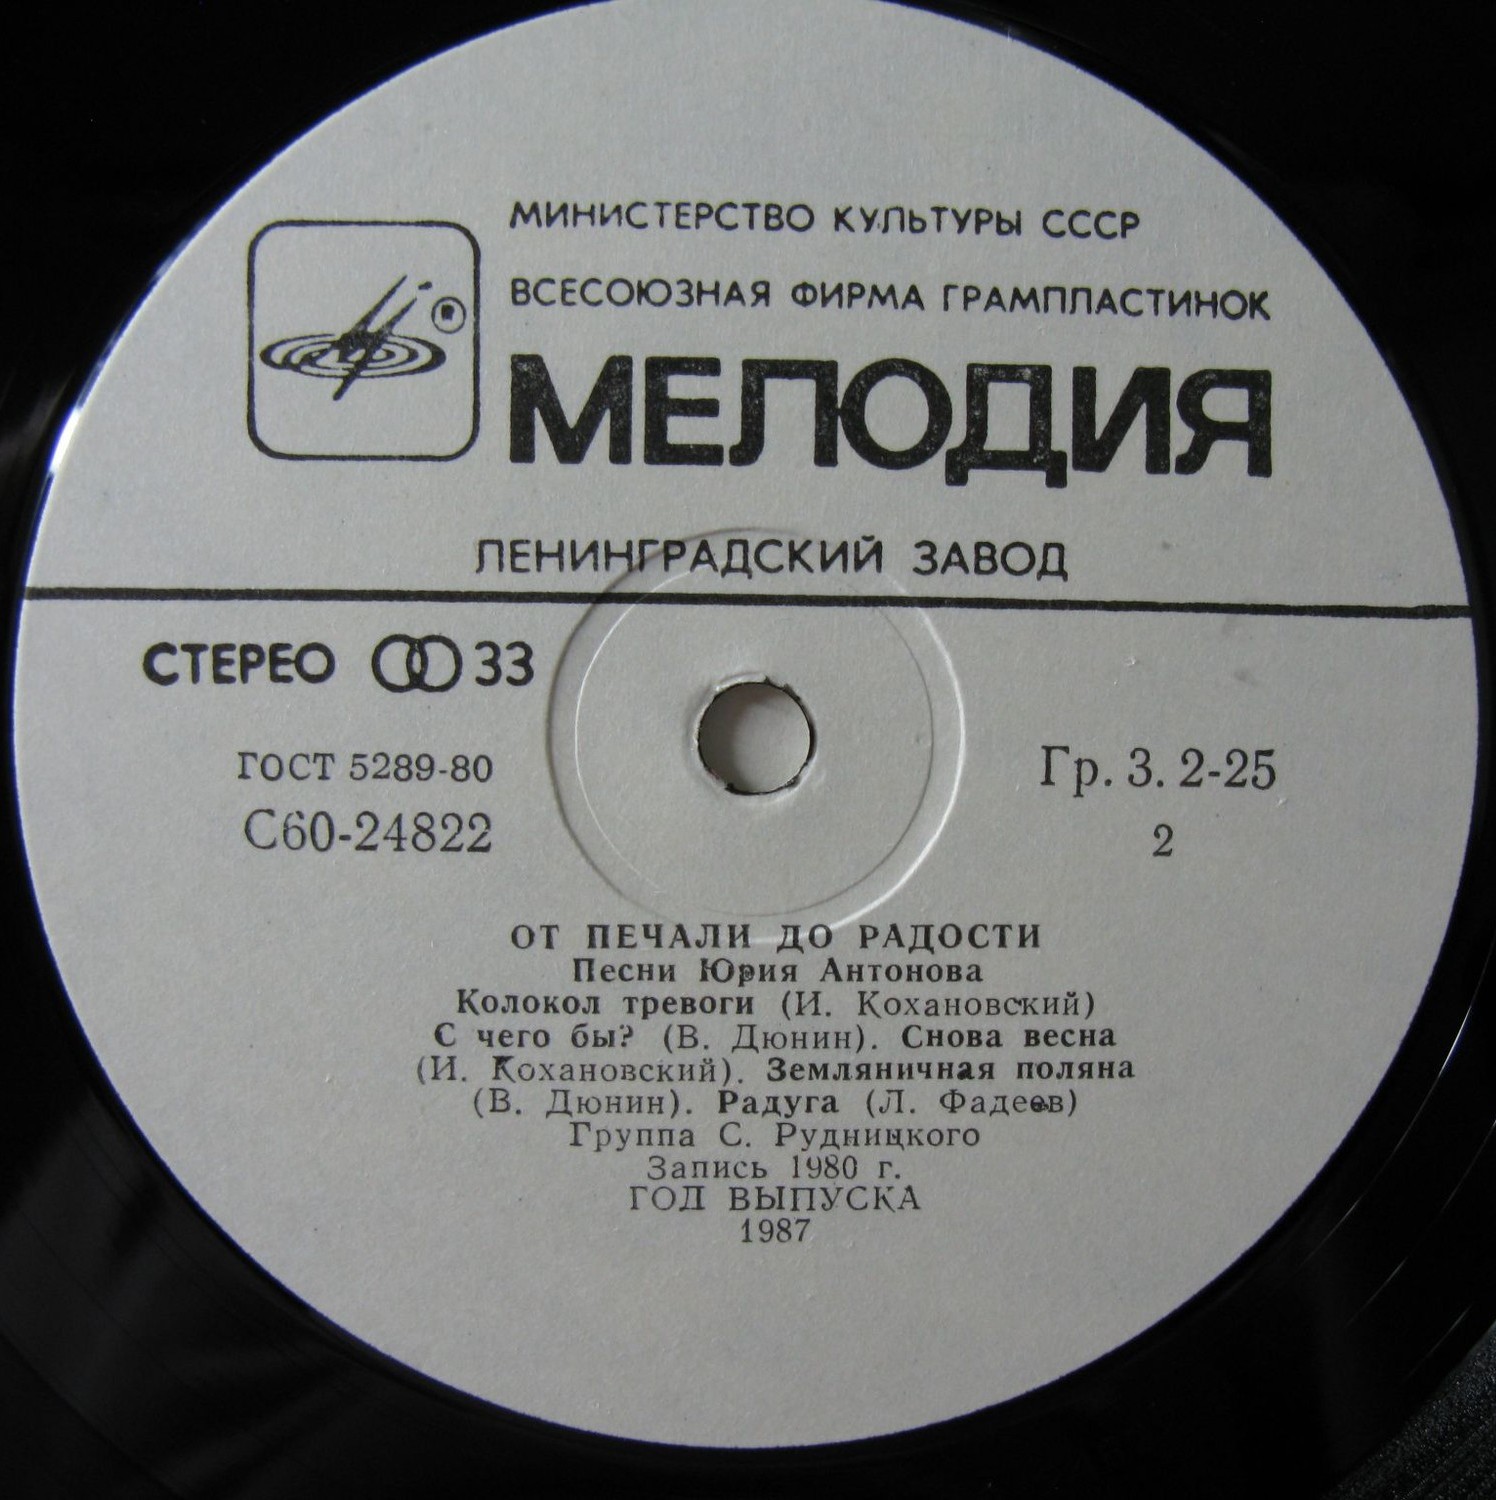 МИНИСТЕРСТВО КУЛЬТУРЫ СССР
ВСЕСОЮЗНАЯ ФИРМА ГРАМПЛАСТИНОК
МЕЛОДИЯ
ЛЕНИНГРАДСКИЙ ЗАВОД
СТЕРЕО 33
ГОСТ 5289-80
С60-24822
Гр. 3. 2-25
2
ОТ ПЕЧАЛИ ДО РАДОСТИ
Песни Юрия Антонова
Колокол тревоги (И. Кохановский)
С чего бы? (В. Дюнин). Снова весна
(И. Кохановский). Земляничная поляна
(В. Дюнин). Радуга (Л. Фадеев)
Группа С. Рудницкого
Запись 1980 г.
ГОД ВЫПУСКА
1987